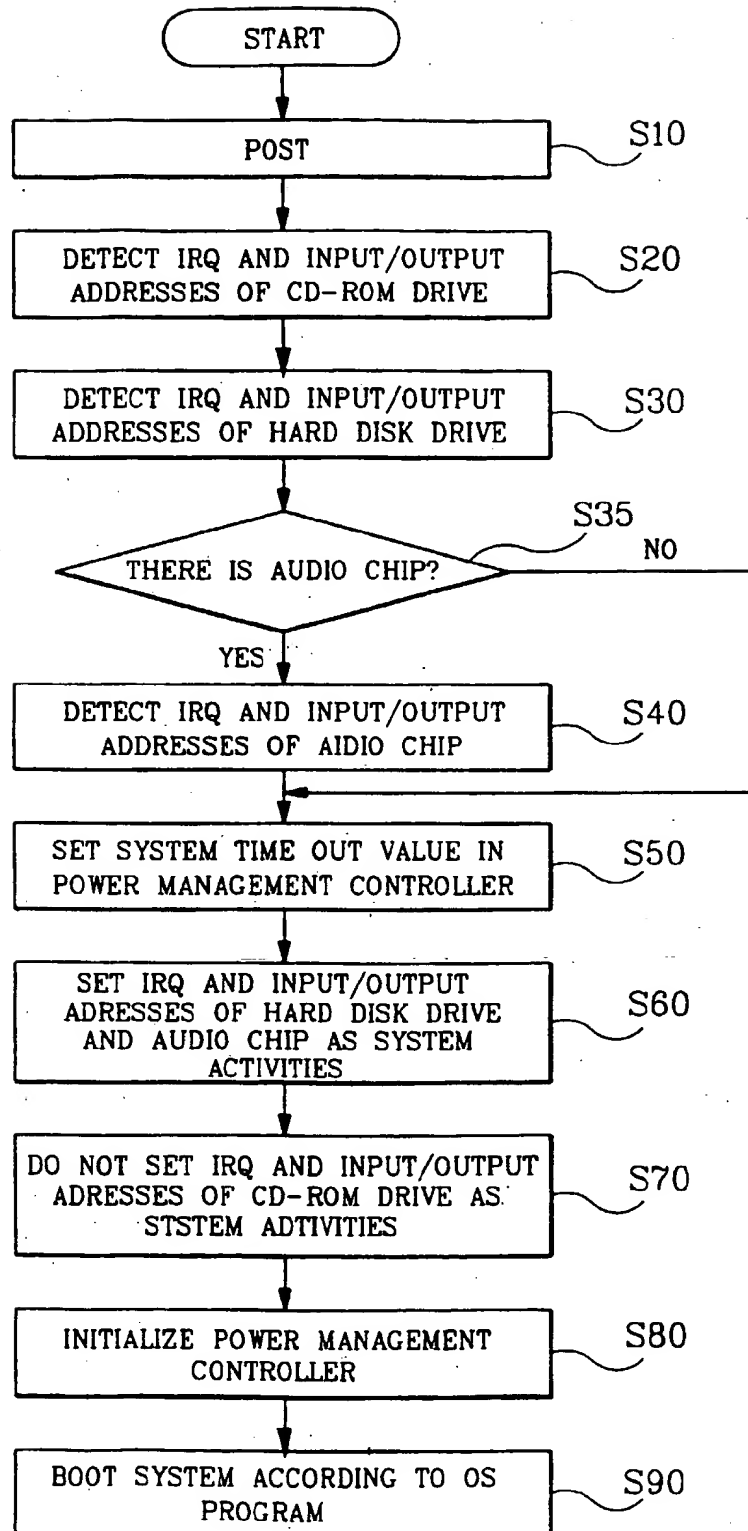 START
POST
S10
DETECT IRQ AND INPUT/OUTPUT
ADDRESSES OF CD-ROM DRIVE
S20
DETECT IRQ AND INPUT/OUTPUT
ADDRESSES OF HARD DISK DRIVE
S30
THERE IS AUDIO CHIP?
S35
NO
YES
DETECT IRQ AND INPUT/OUTPUT
ADDRESSES OF AIDIO CHIP
S40
SET SYSTEM TIME OUT VALUE IN
POWER MANAGEMENT CONTROLLER
S50
SET IRQ AND INPUT/OUTPUT
ADRESSES OF HARD DISK DRIVE
AND AUDIO CHIP AS SYSTEM
ACTIVITIES
S60
DO NOT SET IRQ AND INPUT/OUTPUT
ADRESSES OF CD-ROM DRIVE AS
STSTEM ADTIVITIES
S70
INITIALIZE POWER MANAGEMENT
CONTROLLER
S80
BOOT SYSTEM ACCORDING TO OS
PROGRAM
S90